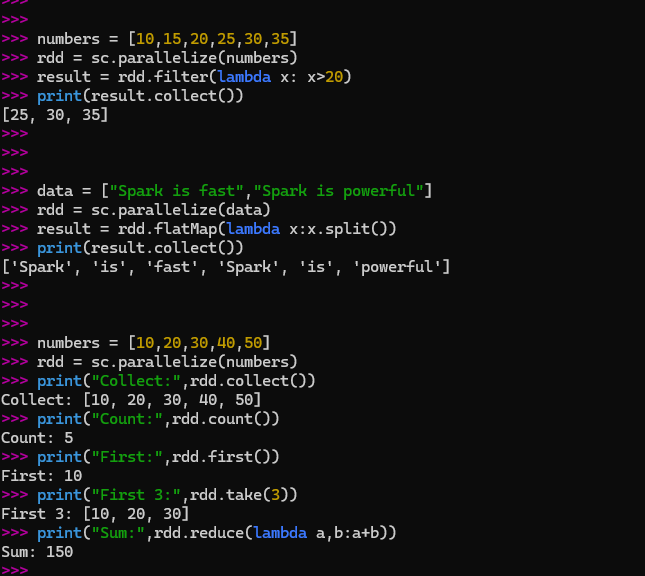 >>>
>>>
>>> numbers = [10,15,20,25,30,35]
>>> rdd = sc.parallelize(numbers)
>>> result = rdd.filter(lambda x: x>20)
>>> print(result.collect())
[25, 30, 35]
>>>
>>>
>>>
>>> data = ["Spark is fast","Spark is powerful"]
>>> rdd = sc.parallelize(data)
>>> result = rdd.flatMap(lambda x:x.split())
>>> print(result.collect())
['Spark', 'is', 'fast', 'Spark', 'is', 'powerful']
>>>
>>>
>>>
>>> numbers = [10,20,30,40,50]
>>> rdd = sc.parallelize(numbers)
>>> print("Collect:",rdd.collect())
Collect: [10, 20, 30, 40, 50]
>>> print("Count:",rdd.count())
Count: 5
>>> print("First:",rdd.first())
First: 10
>>> print("First 3:",rdd.take(3))
First 3: [10, 20, 30]
>>> print("Sum:",rdd.reduce(lambda a,b:a+b))
Sum: 150
>>>